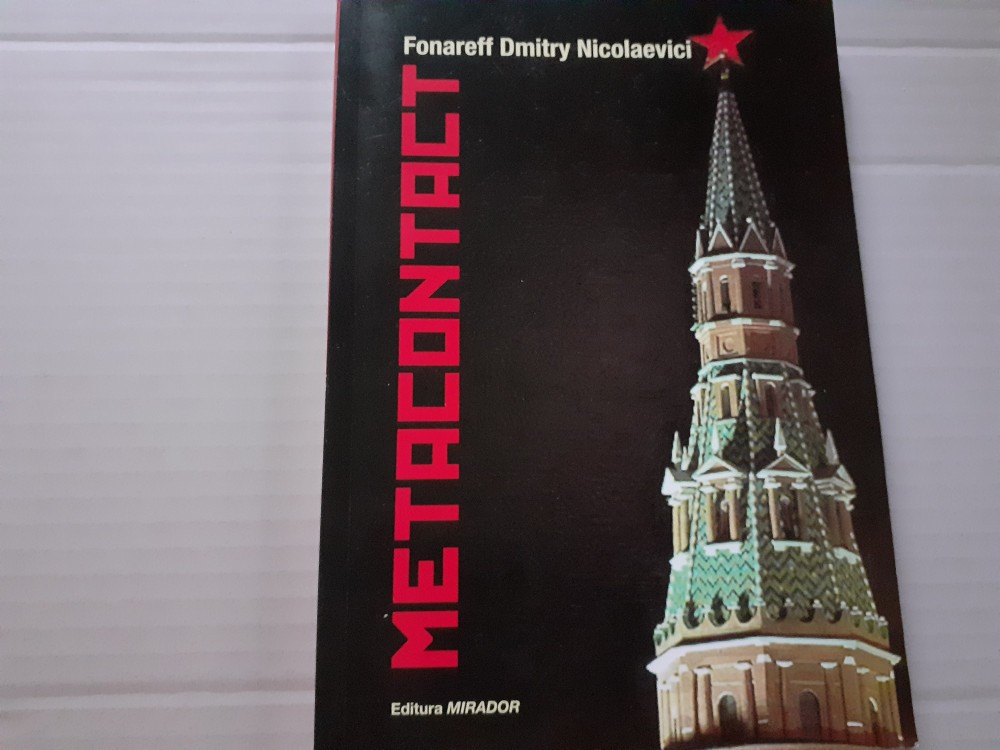 Fonareff Dmitry Nicolaevici
METACONTACT
Editura MIRADOR